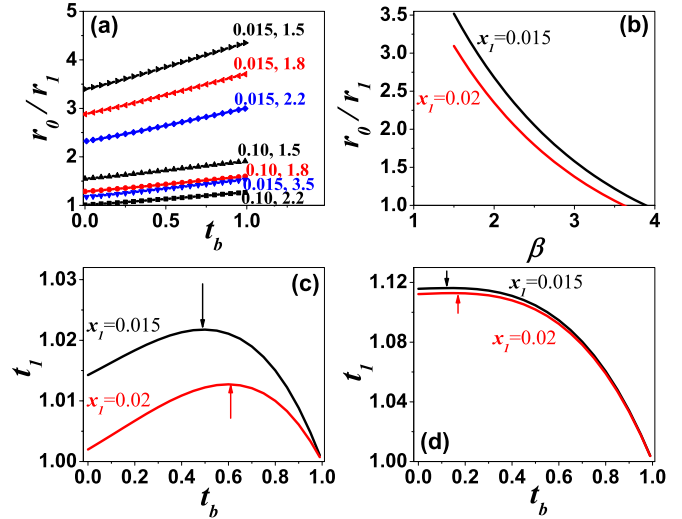 (a)
r0/r1
5
4
3
2
1
0.015, 1.5
0.015, 1.8
0.015, 2.2
0.10, 1.5
0.10, 1.8
0.015, 3.5
0.10, 2.2
0.0 0.5 1.0
tb
(b)
r0/r1
3.5
3.0
2.5
2.0
1.5
1.0
x1=0.015
x1=0.02
1 2 3 4
β
(c)
t1
1.03
1.02
1.01
1.00
x1=0.015
x1=0.02
0.0 0.2 0.4 0.6 0.8 1.0
tb
(d)
t1
1.12
1.08
1.04
1.00
x1=0.015
x1=0.02
0.0 0.2 0.4 0.6 0.8 1.0
tb